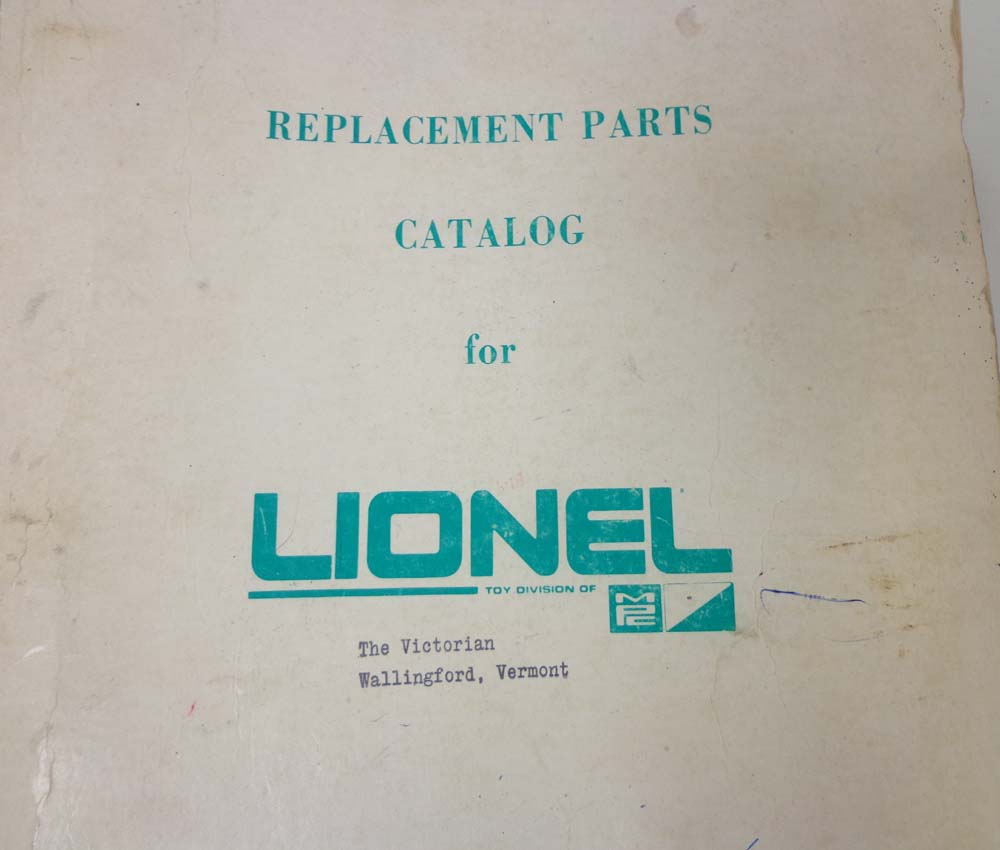 REPLACEMENT PARTS
CATALOG
for
LIONEL
TOY DIVISION OF
MPC
The Victorian
Wallingford, Vermont